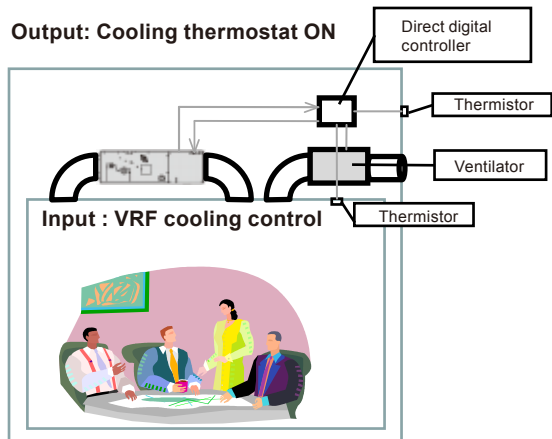 Output: Cooling thermostat ON
Direct digital
controller
Thermistor
Ventilator
Input : VRF cooling control
Thermistor